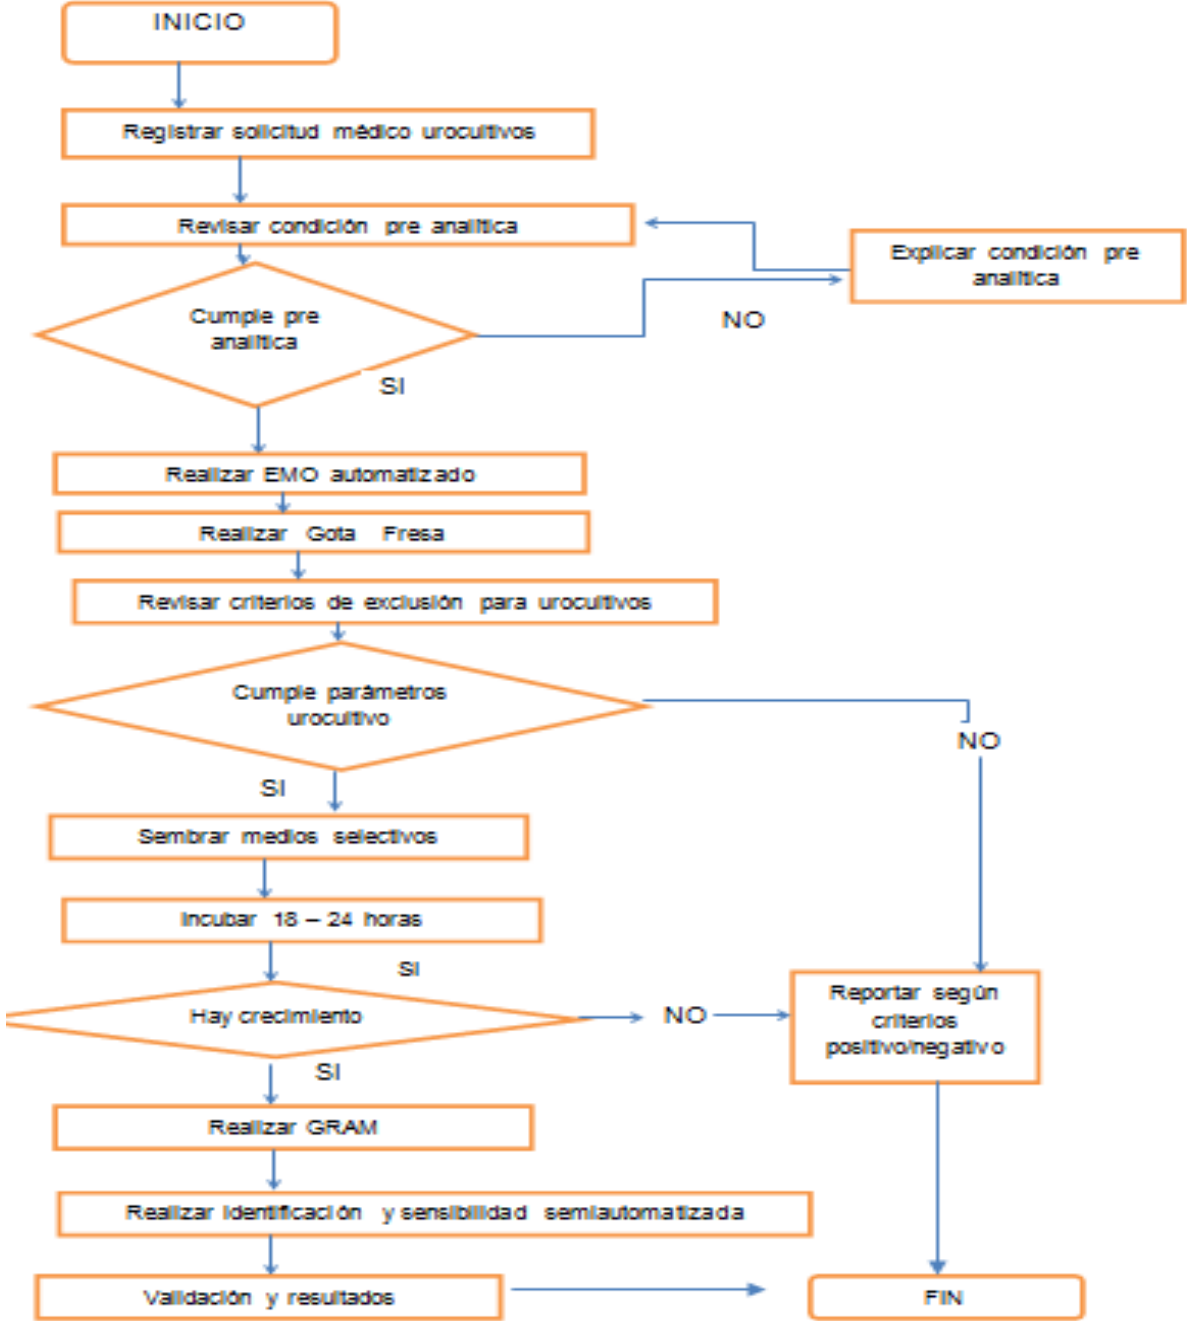 INICIO
Registrar solicitud médico urocultivos
Revisar condición pre analítica
Explicar condición pre
analítica
Cumple pre
analítica
NO
SI
Realizar EMO automatizado
Realizar Gota Fresa
Revisar criterios de exclusión para urocultivos
Cumple parámetros
urocultivo
NO
SI
Sembrar medios selectivos
Incubar 18 – 24 horas
SI
Hay crecimiento
NO
Reportar según
criterios
positivo/negativo
SI
Realizar GRAM
Realizar identificación y sensibilidad semiautomatizada
Validación y resultados
FIN